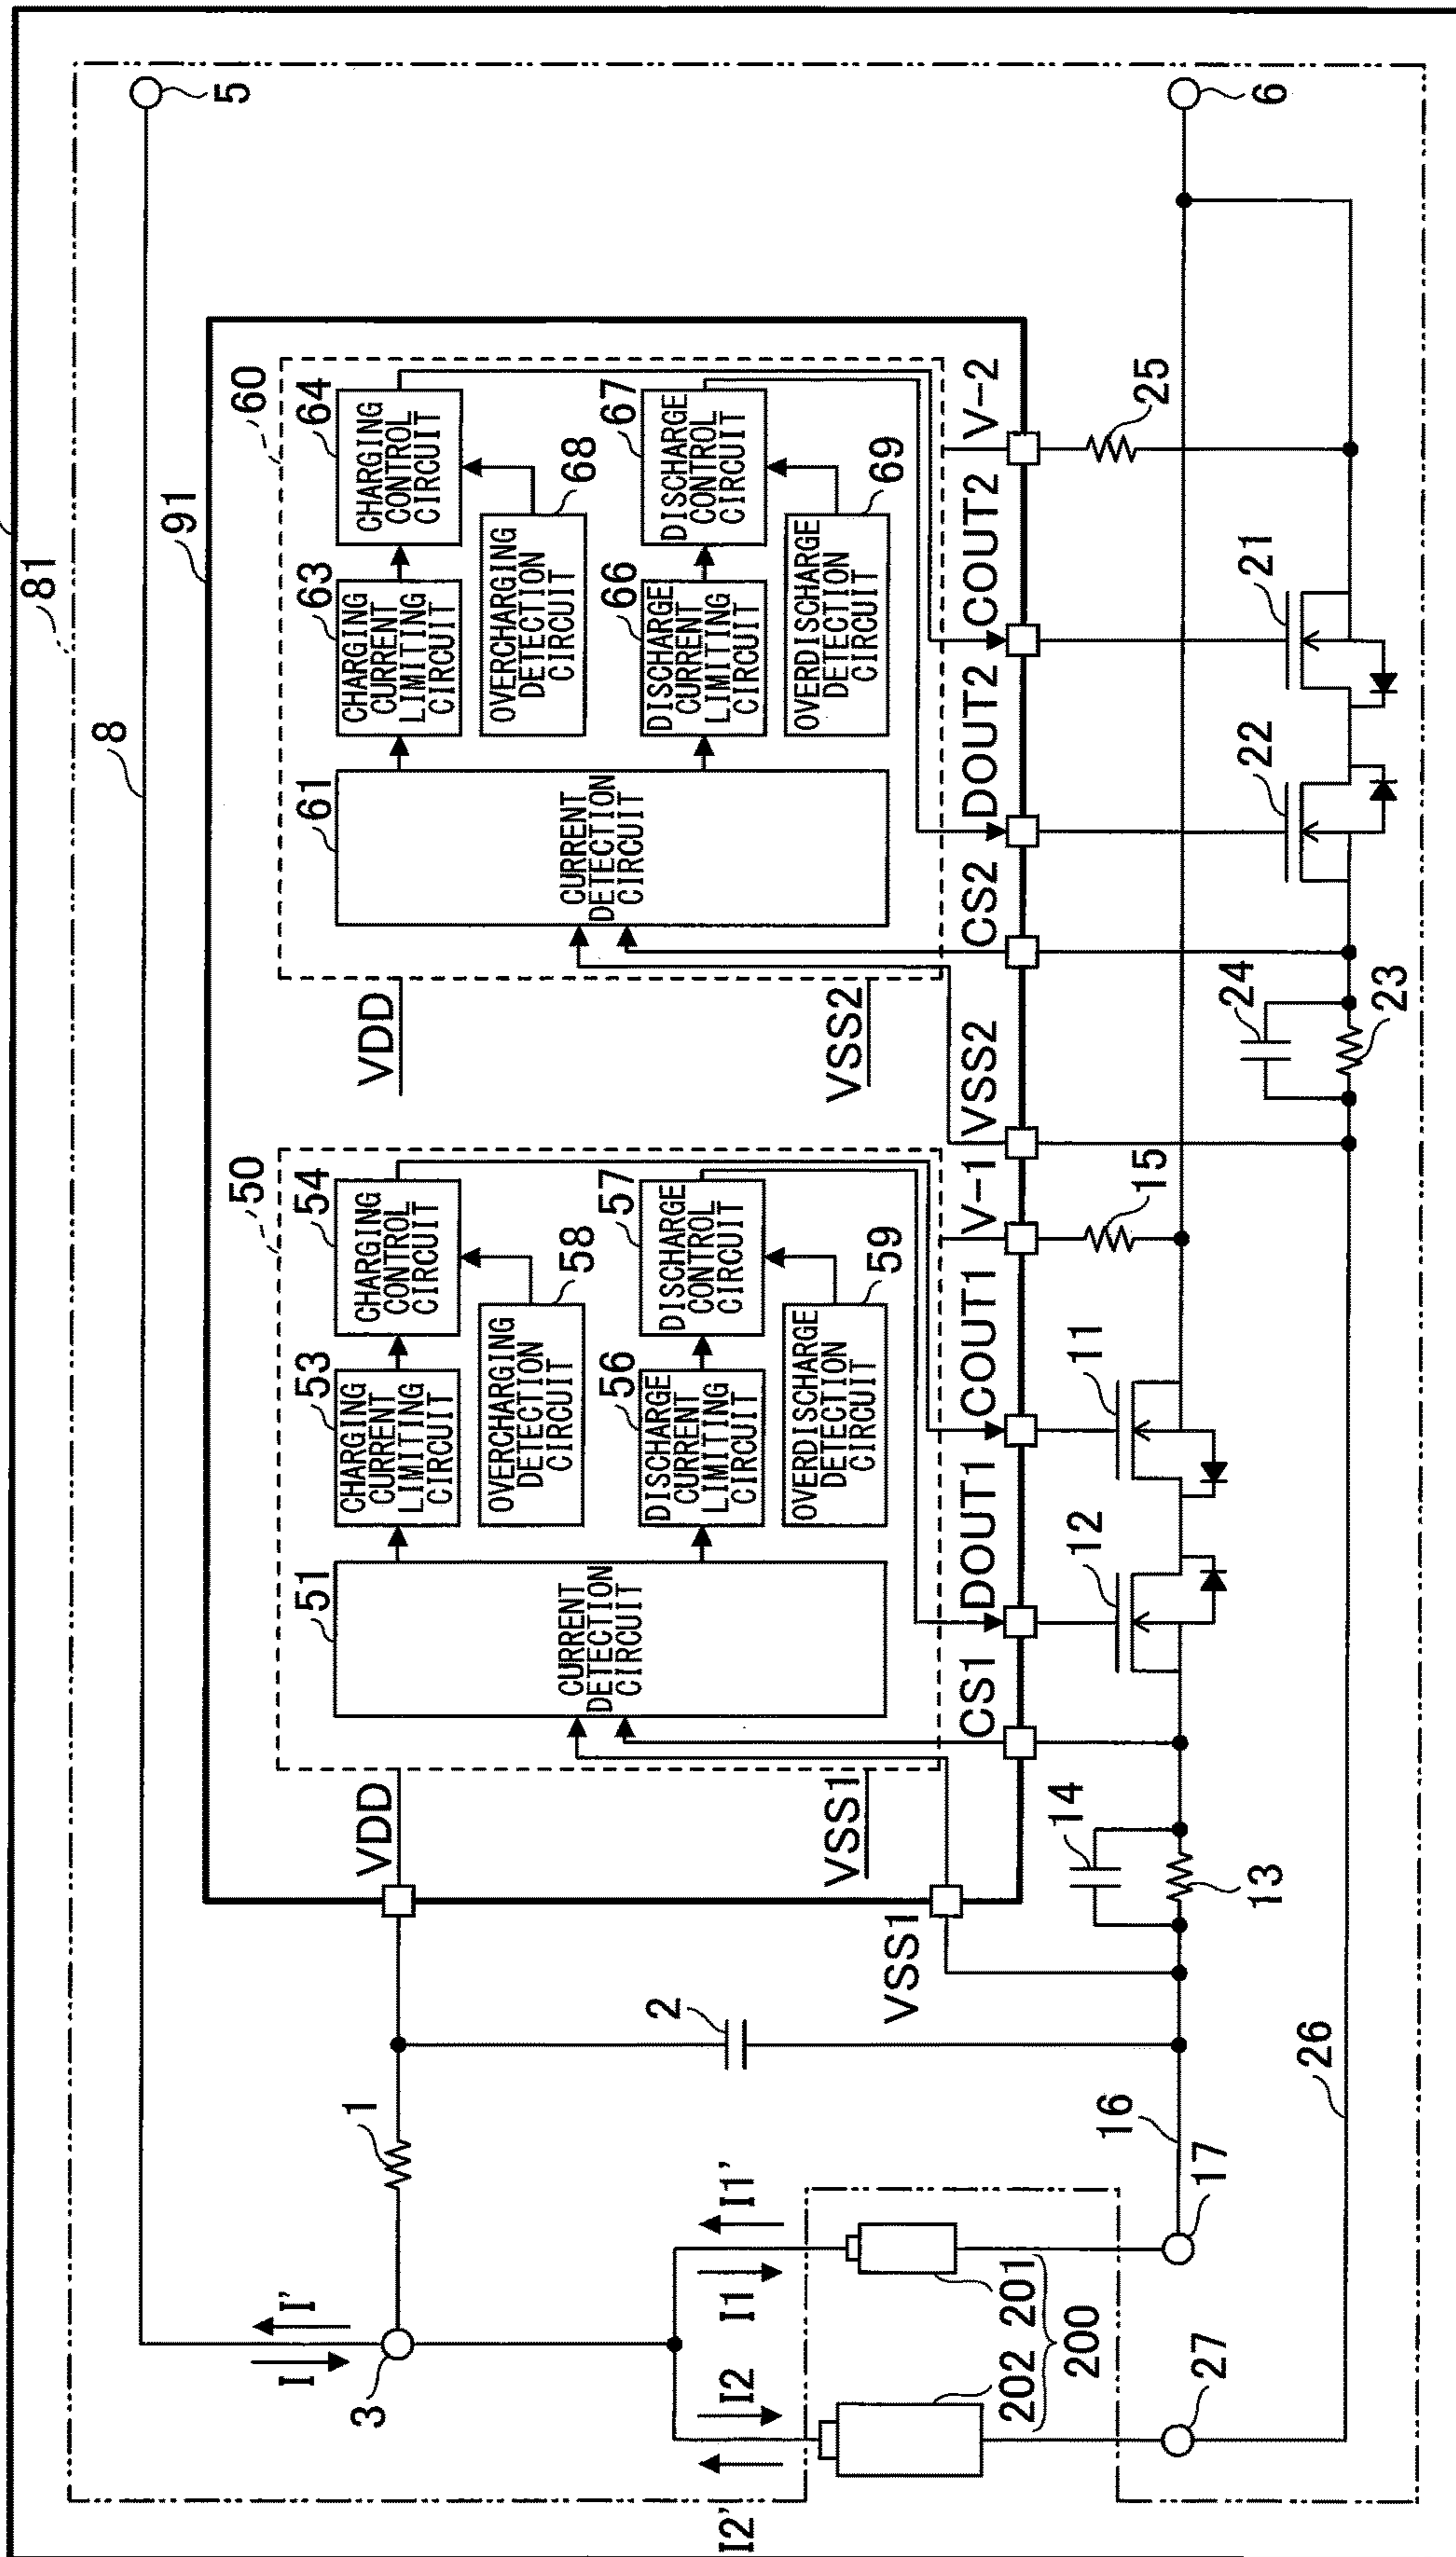 81
8
5
91
60
61
CURRENT
DETECTION
CIRCUIT
63
CHARGING
CURRENT
LIMITING
CIRCUIT
64
CHARGING
CONTROL
CIRCUIT
OVERCHARGING
DETECTION
CIRCUIT
68
66
DISCHARGE
CURRENT
LIMITING
CIRCUIT
67
DISCHARGE
CONTROL
CIRCUIT
OVERDISCHARGE
DETECTION
CIRCUIT
69
VDD
VSS2
50
51
CURRENT
DETECTION
CIRCUIT
53
CHARGING
CURRENT
LIMITING
CIRCUIT
54
CHARGING
CONTROL
CIRCUIT
OVERCHARGING
DETECTION
CIRCUIT
58
56
DISCHARGE
CURRENT
LIMITING
CIRCUIT
57
DISCHARGE
CONTROL
CIRCUIT
OVERDISCHARGE
DETECTION
CIRCUIT
59
VDD
VSS1
VSS1
CS1
DOUT1
COUT1
V-1
VSS2
CS2
DOUT2
COUT2
V-2
I
I'
3
1
2
I2'
I2
I1
I1'
202
201
200
27
17
16
26
14
13
12
11
15
24
23
22
21
25
6